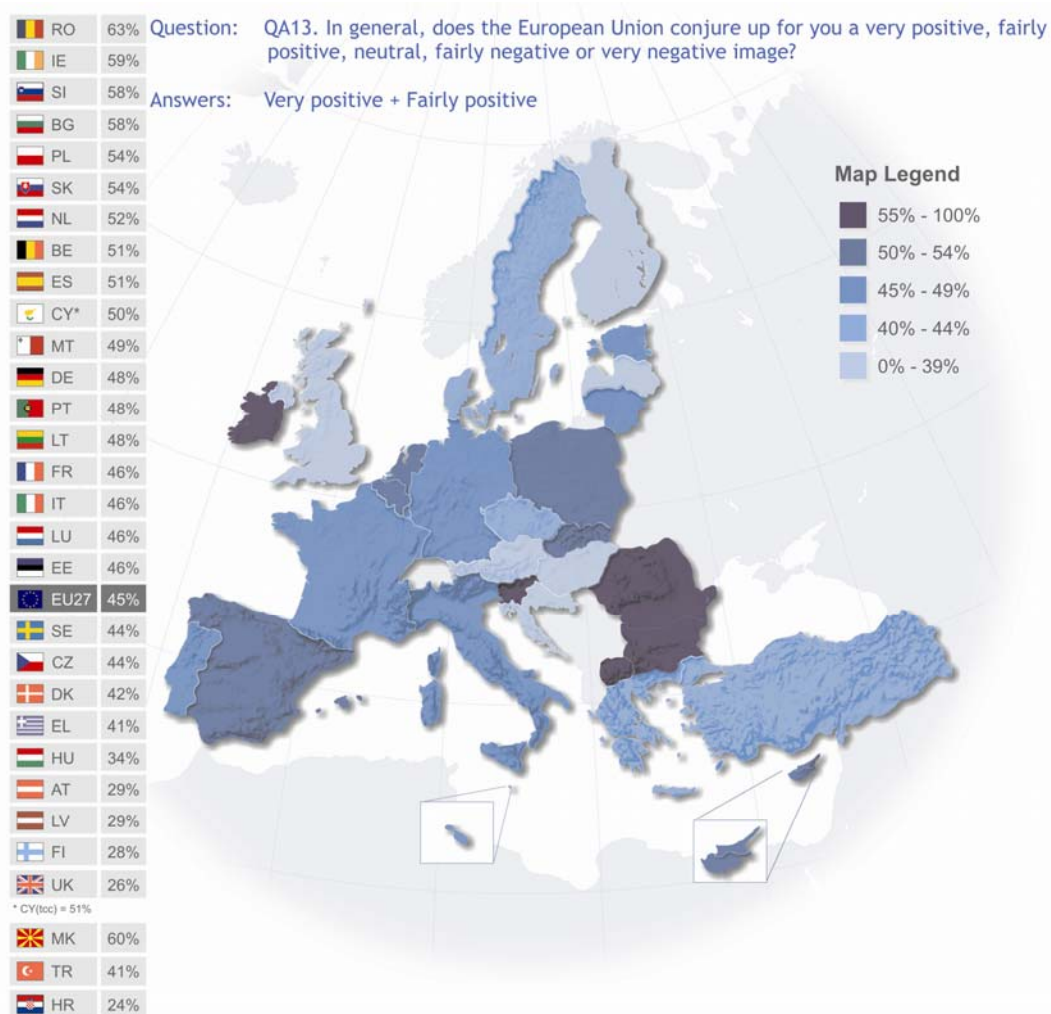 Question: QA13. In general, does the European Union conjure up for you a very positive, fairly
positive, neutral, fairly negative or very negative image?
Answers: Very positive + Fairly positive
RO 63%
IE 59%
SI 58%
BG 58%
PL 54%
SK 54%
NL 52%
BE 51%
ES 51%
CY* 50%
MT 49%
DE 48%
PT 48%
LT 48%
FR 46%
IT 46%
LU 46%
EE 46%
EU27 45%
SE 44%
CZ 44%
DK 42%
EL 41%
HU 34%
AT 29%
LV 29%
FI 28%
UK 26%
* CY(tcc) = 51%
MK 60%
TR 41%
HR 24%
Map Legend
55% - 100%
50% - 54%
45% - 49%
40% - 44%
0% - 39%